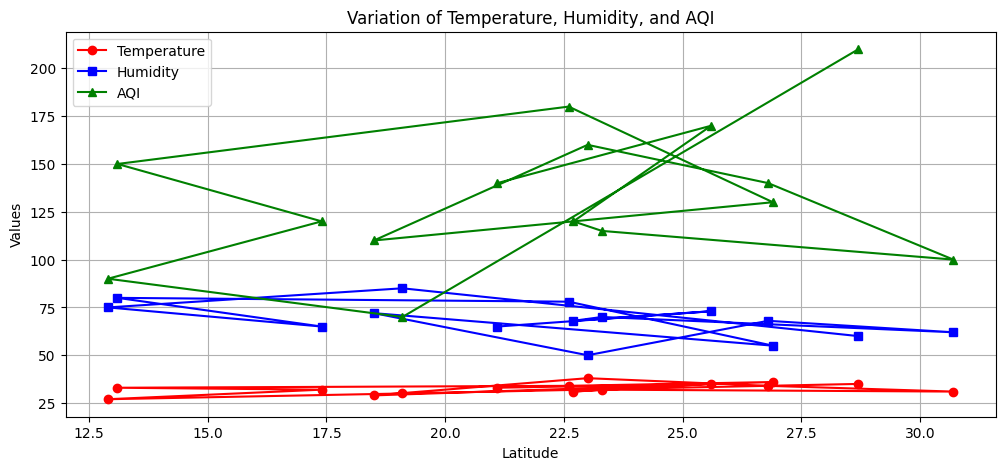 Variation of Temperature, Humidity, and AQI
Temperature
Humidity
AQI
200
175
150
125
100
75
50
25
Values
12.5 15.0 17.5 20.0 22.5 25.0 27.5 30.0
Latitude